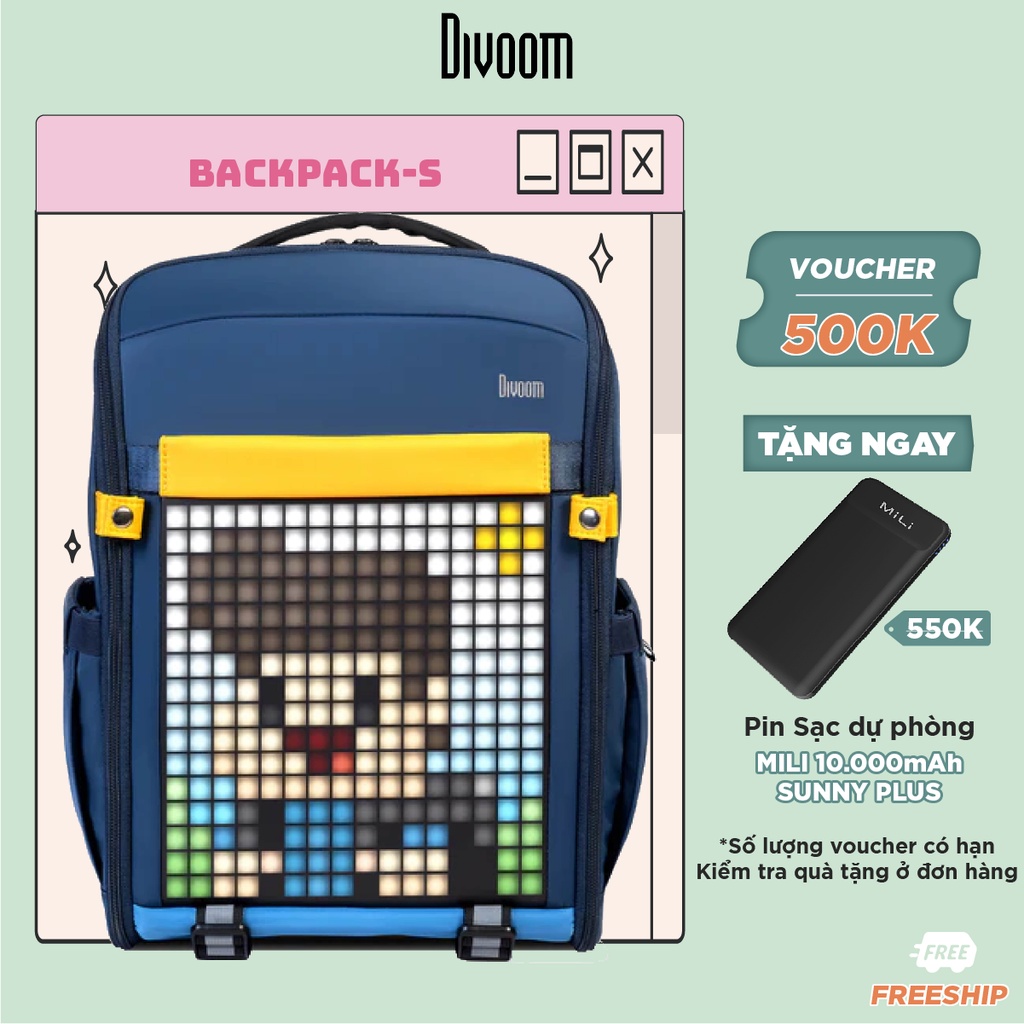 Divoom
BACKPACK-S
Divoom
VOUCHER
500K
TẶNG NGAY
MiLi
550K
Pin Sạc dự phòng
MILI 10.000mAh
SUNNY PLUS
*Số lượng voucher có hạn
Kiểm tra quà tặng ở đơn hàng
FREE
FREESHIP